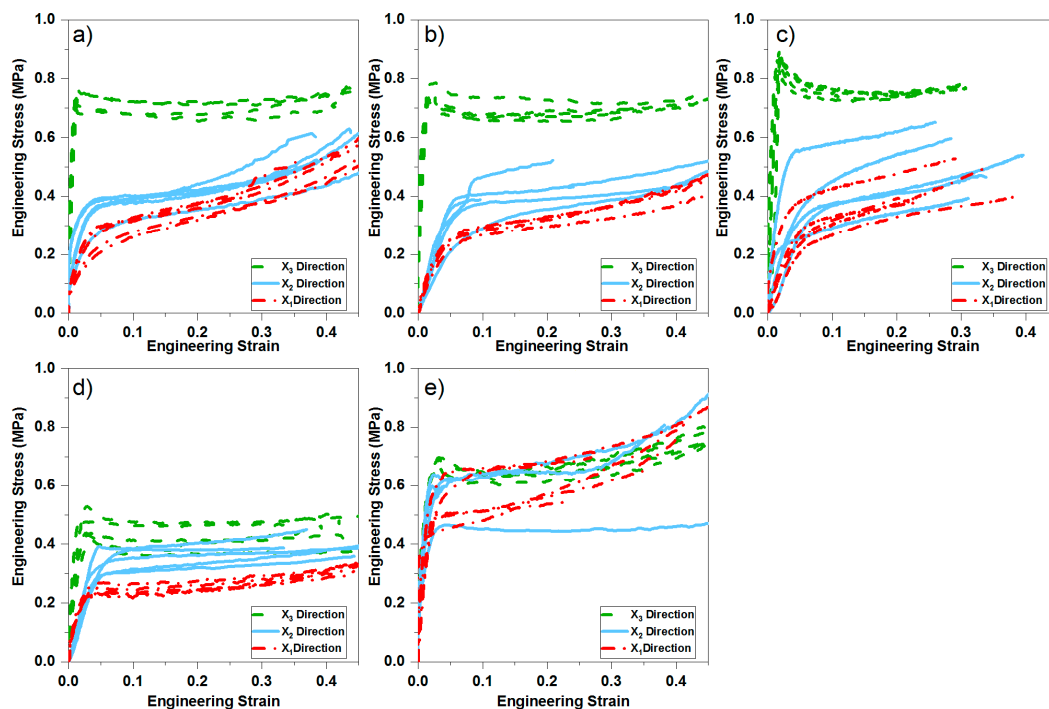 a)
Engineering Stress (MPa)
1.0
0.8
0.6
0.4
0.2
0.0
0.0 0.1 0.2 0.3 0.4
Engineering Strain
X3 Direction
X2 Direction
X1Direction
b)
Engineering Stress (MPa)
1.0
0.8
0.6
0.4
0.2
0.0
0.0 0.1 0.2 0.3 0.4
Engineering Strain
X3 Direction
X2 Direction
X1Direction
c)
Engineering Stress (MPa)
1.0
0.8
0.6
0.4
0.2
0.0
0.0 0.1 0.2 0.3 0.4
Engineering Strain
X3 Direction
X2 Direction
X1Direction
d)
Engineering Stress (MPa)
1.0
0.8
0.6
0.4
0.2
0.0
0.0 0.1 0.2 0.3 0.4
Engineering Strain
X3 Direction
X2 Direction
X1Direction
e)
Engineering Stress (MPa)
1.0
0.8
0.6
0.4
0.2
0.0
0.0 0.1 0.2 0.3 0.4
Engineering Strain
X3 Direction
X2 Direction
X1Direction